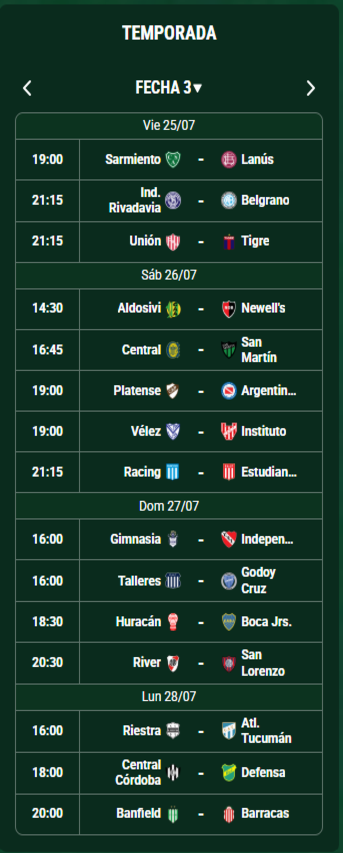 TEMPORADA
FECHA 3▾
Vie 25/07
19:00 Sarmiento - Lanús
21:15 Ind. Rivadavia - Belgrano
21:15 Unión - Tigre
Sáb 26/07
14:30 Aldosivi - Newell's
16:45 Central - San Martín
19:00 Platense - Argentin...
19:00 Vélez - Instituto
21:15 Racing - Estudian...
Dom 27/07
16:00 Gimnasia - Indepen...
16:00 Talleres - Godoy Cruz
18:30 Huracán - Boca Jrs.
20:30 River - San Lorenzo
Lun 28/07
16:00 Riestra - Atl. Tucumán
18:00 Central Córdoba - Defensa
20:00 Banfield - Barracas